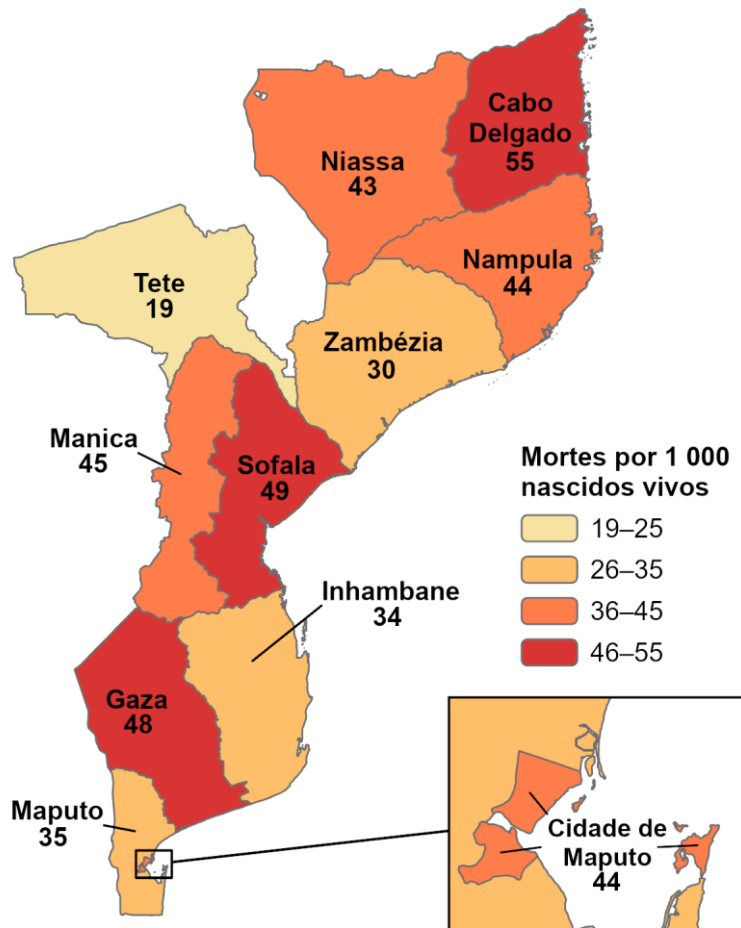 Cabo
Delgado
55
Niassa
43
Nampula
44
Tete
19
Zambézia
30
Manica
45
Sofala
49
Mortes por 1 000
nascidos vivos
19–25
26–35
36–45
46–55
Inhambane
34
Gaza
48
Maputo
35
Cidade de
Maputo
44